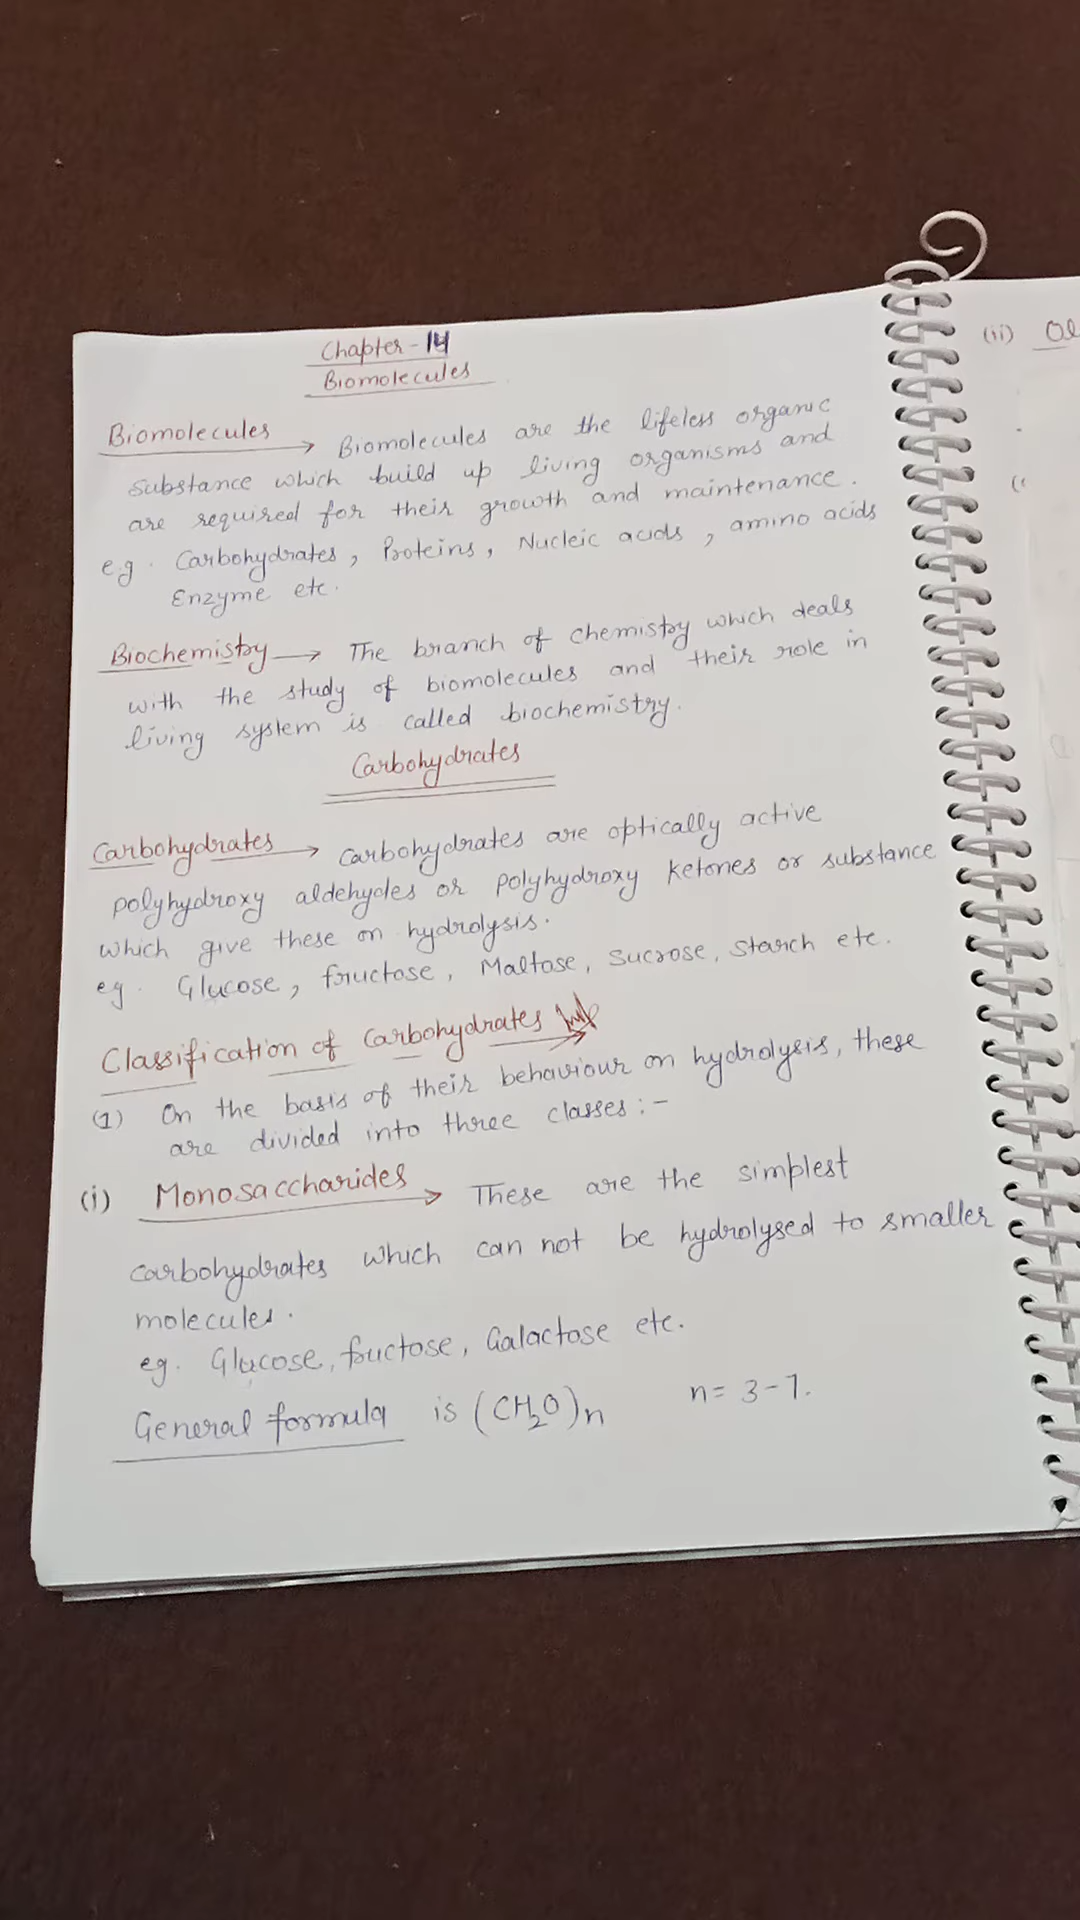 Chapter - 14
Biomolecules
Biomolecules → Biomolecules are the lifeless organic
substance which build up living organisms and
are required for their growth and maintenance.
e.g. Carbohydrates, Proteins, Nucleic acids, amino acids
Enzyme etc.
Biochemistry → The branch of chemistry which deals
with the study of biomolecules and their role in
living system is called biochemistry.
Carbohydrates
Carbohydrates → Carbohydrates are optically active
polyhydroxy aldehydes or polyhydroxy ketones or substance
which give these on hydrolysis.
eg. Glucose, fructose, Maltose, Sucrose, Starch etc.
Classification of Carbohydrates Imp
(1) On the basis of their behaviour on hydrolysis, these
are divided into three classes :-
(i) Monosaccharides → These are the simplest
carbohydrates which can not be hydrolysed to smaller
molecules.
eg. Glucose, fructose, Galactose etc.
General formula is (CH₂O)n n = 3-7.
(ii)